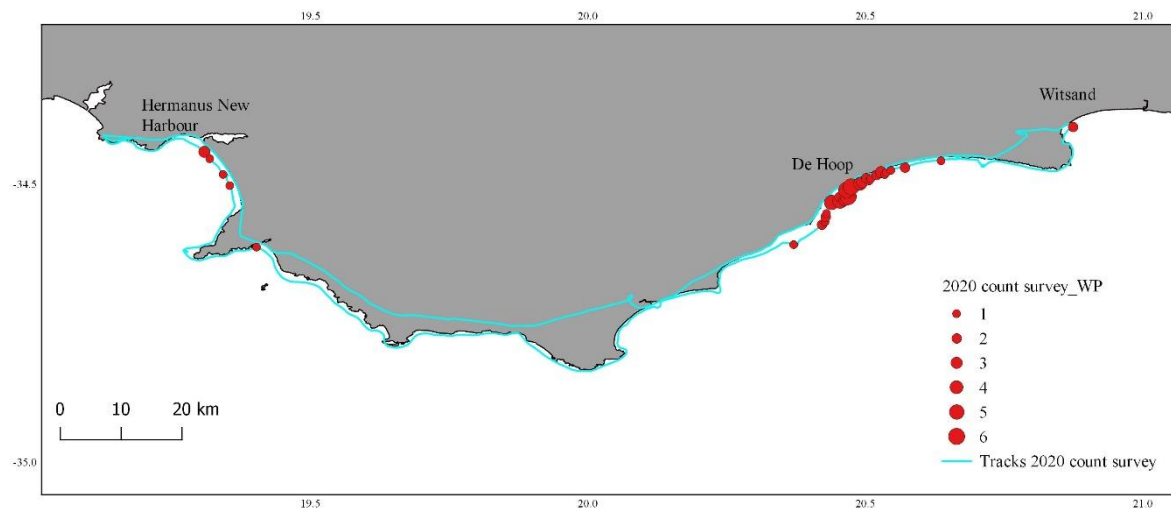 19.5
20.0
20.5
21.0
Hermanus New
Harbour
Witsand
De Hoop
-34.5
2020 count survey_WP
1
2
3
4
5
6
Tracks 2020 count survey
0 10 20 km
-35.0
19.5
20.0
20.5
21.0